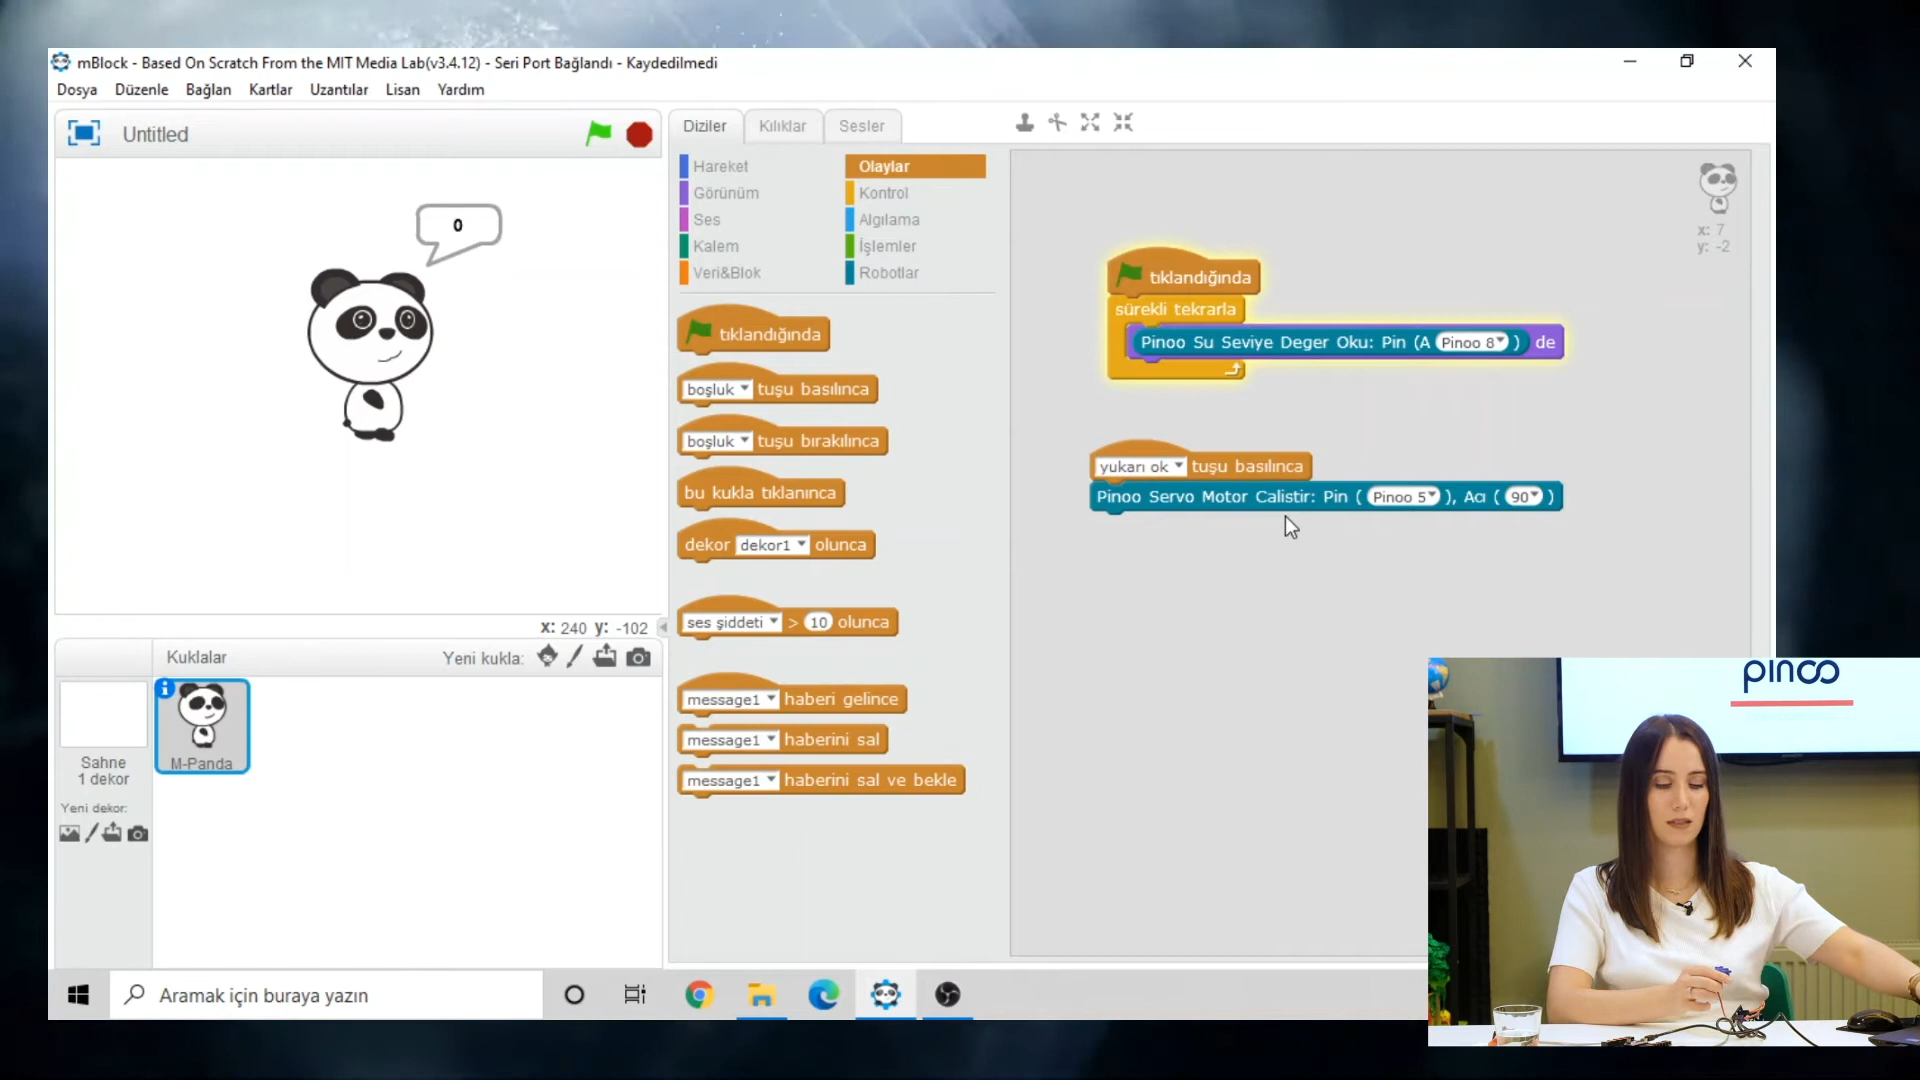 mBlock - Based On Scratch From the MIT Media Lab(v3.4.12) - Seri Port Bağlandı - Kaydedilmedi
Dosya Düzenle Bağlan Kartlar Uzantılar Lisan Yardım
Untitled
0
x: 240 y: -102
Kuklalar
Yeni kukla:
Sahne
1 dekor
Yeni dekor:
M-Panda
Diziler Kılıklar Sesler
Hareket
Görünüm
Ses
Kalem
Veri&Blok
Olaylar
Kontrol
Algılama
İşlemler
Robotlar
tıklandığında
boşluk tuşu basılınca
boşluk tuşu bırakılınca
bu kukla tıklanınca
dekor dekor1 olunca
ses şiddeti > 10 olunca
message1 haberi gelince
message1 haberini sal
message1 haberini sal ve bekle
x: 7
y: -2
tıklandığında
sürekli tekrarla
Pinoo Su Seviye Deger Oku: Pin (A Pinoo 8 ) de
yukarı ok tuşu basılınca
Pinoo Servo Motor Calistir: Pin ( Pinoo 5 ), Acı ( 90 )
pinoo
Aramak için buraya yazın